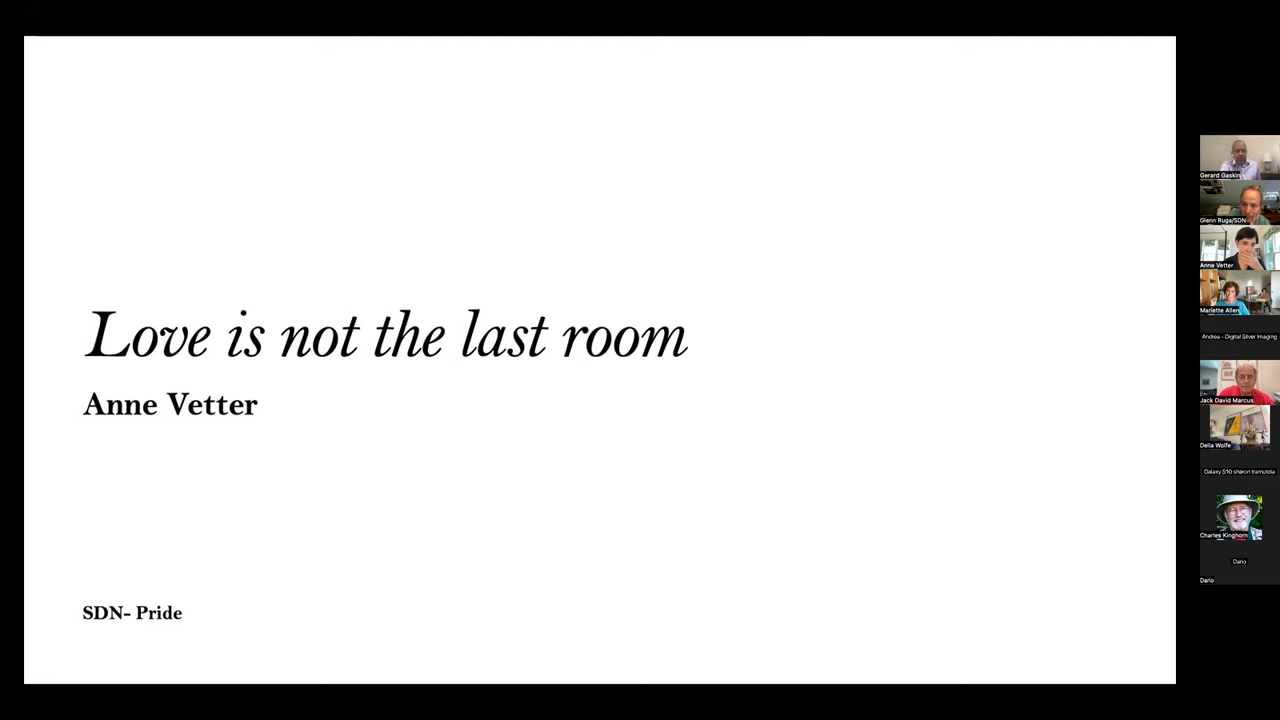 Love is not the last room
Anne Vetter
SDN- Pride
Gerard Gaskin
Glenn Ruga/SDN
Anne Vetter
Mariette Allen
Andrea - Digital Silver Imaging
Jack David Marcus
Delia Wolfe
Galaxy S10 sharon tramutola
Charles Kinghorn
Dario
Dario